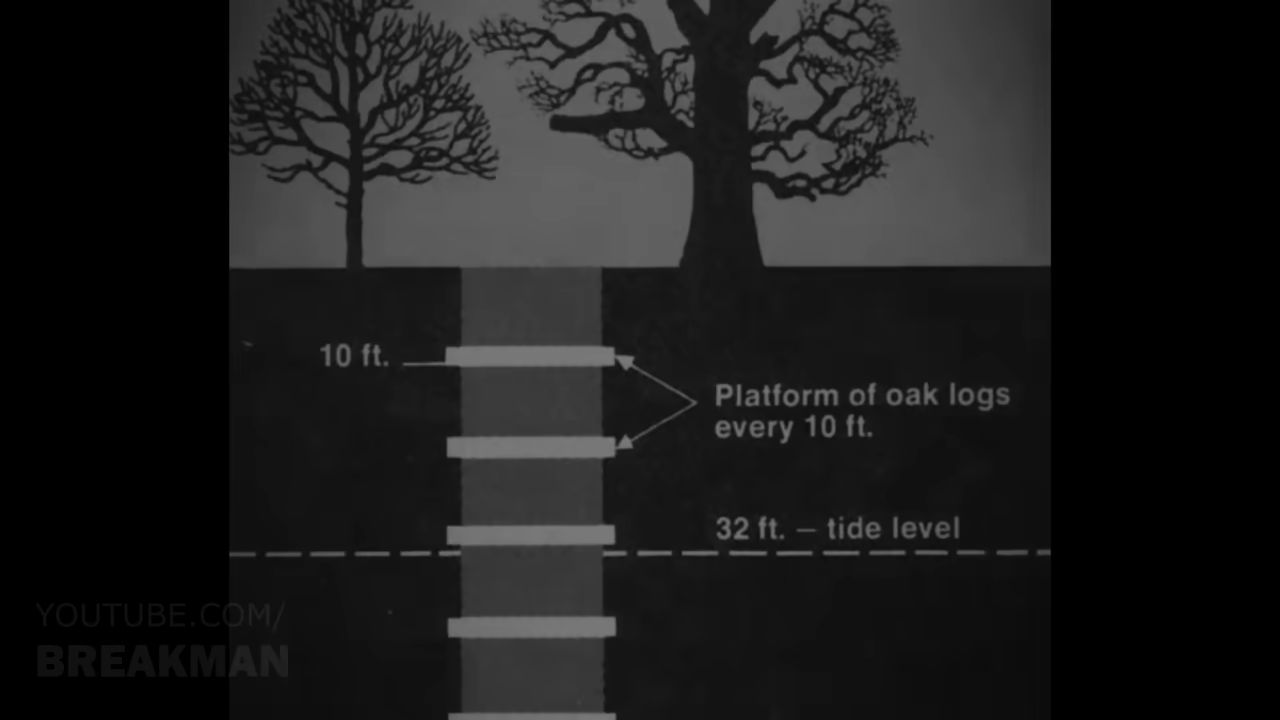 10 ft.
Platform of oak logs
every 10 ft.
32 ft. – tide level
YOUTUBE.COM/
BREAKMAN